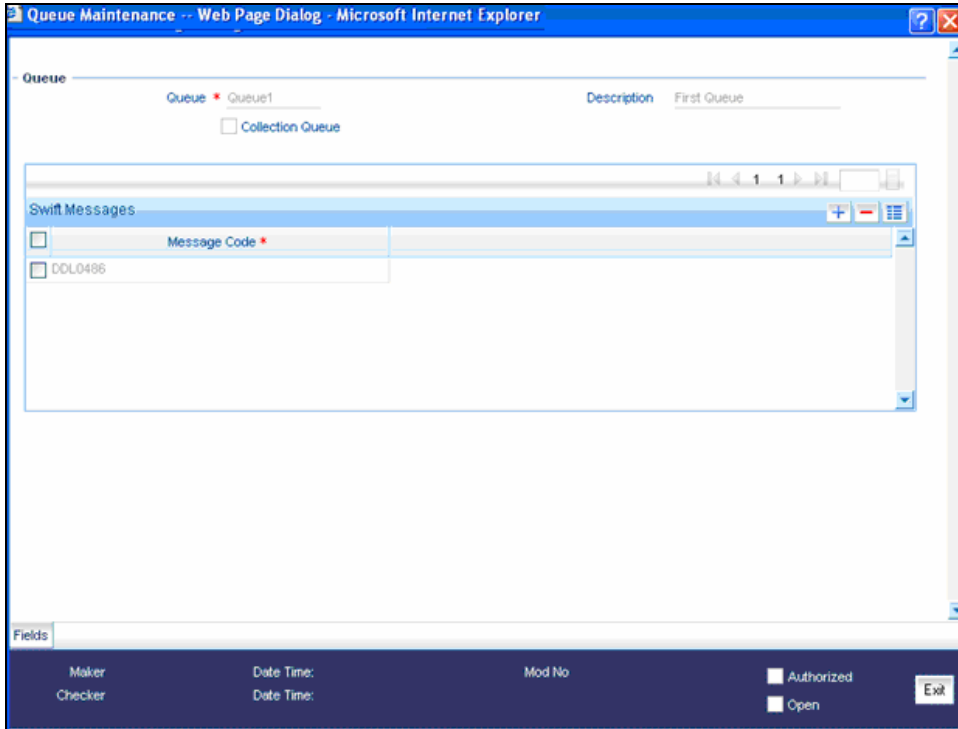 Queue Maintenance -- Web Page Dialog - Microsoft Internet Explorer
Queue
Queue * Queue1 Description First Queue
Collection Queue
1 1
Swift Messages
Message Code *
DDL0486
Fields
Maker Date Time: Mod No Authorized
Checker Date Time: Open
Exit